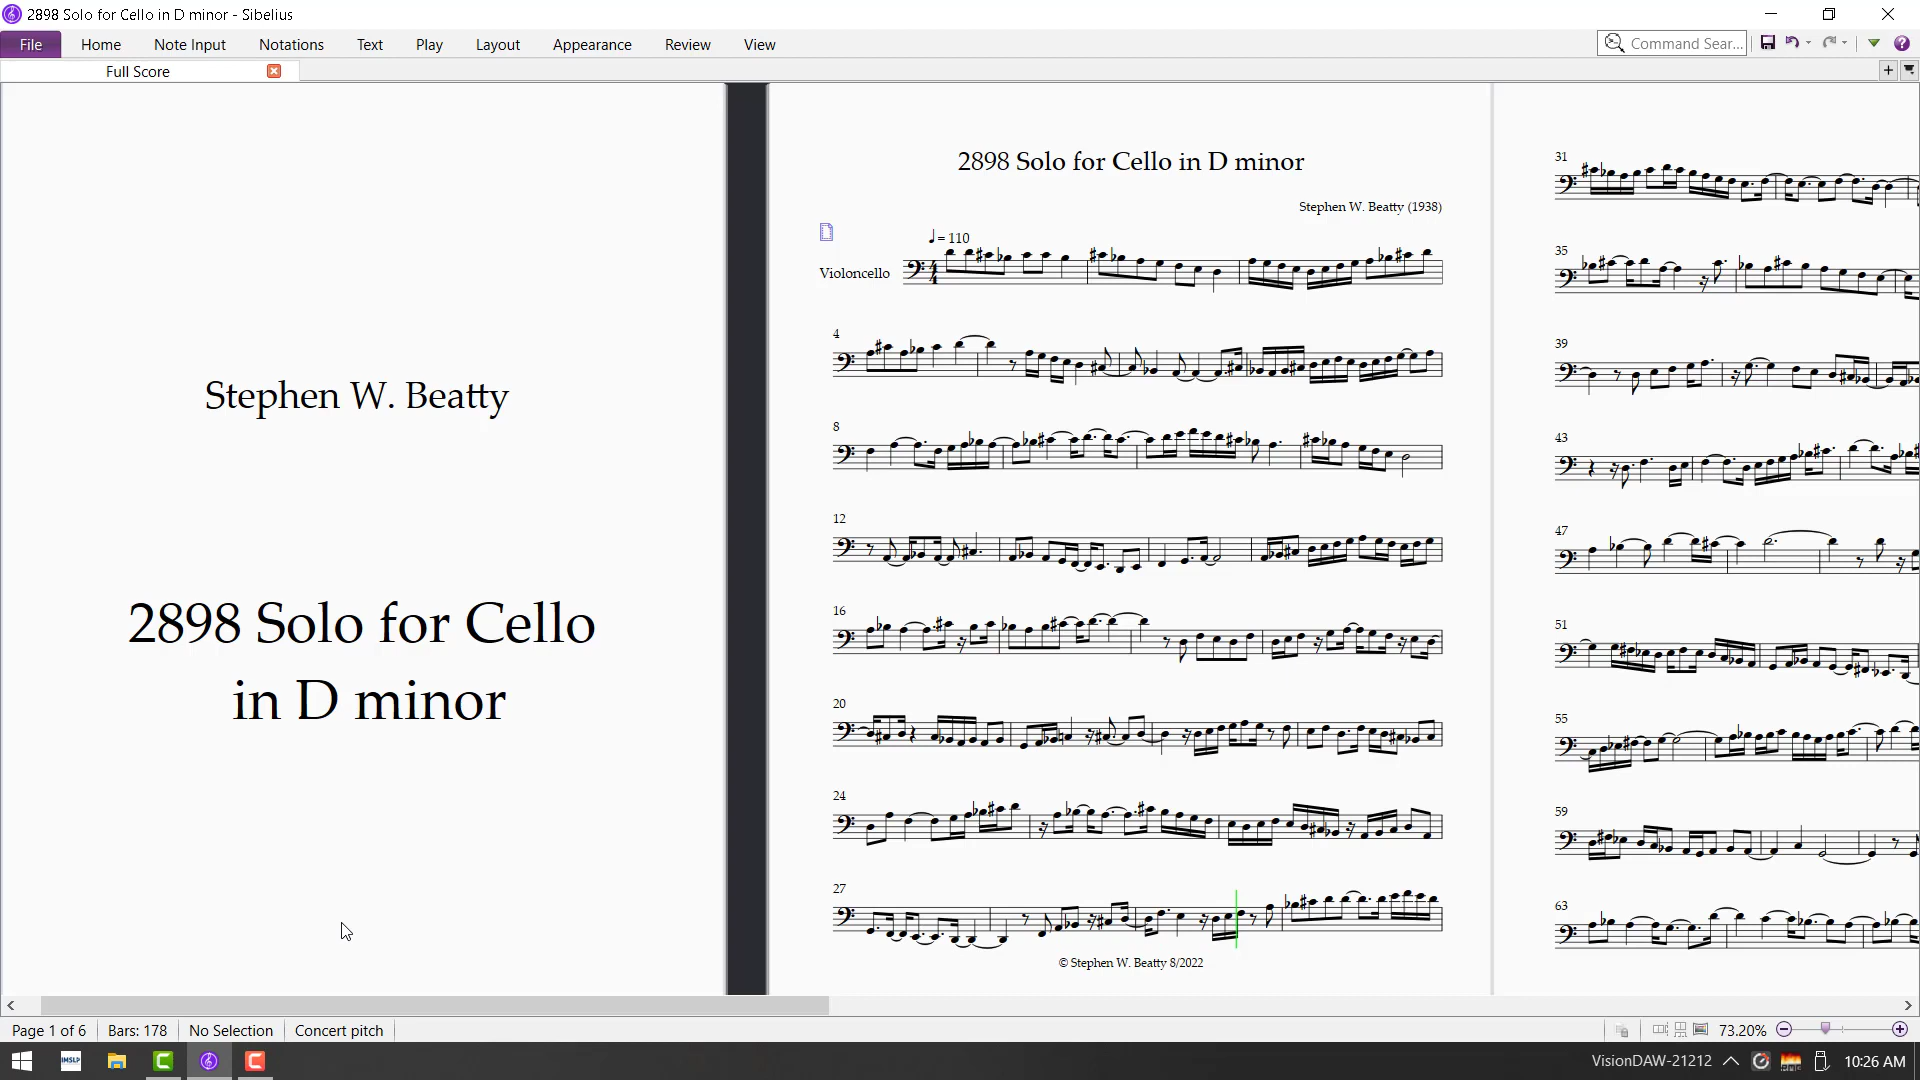 2898 Solo for Cello in D minor - Sibelius
File Home Note Input Notations Text Play Layout Appearance Review View Command Sear...
Full Score
Stephen W. Beatty
2898 Solo for Cello
in D minor
2898 Solo for Cello in D minor
Stephen W. Beatty (1938)
= 110
Violoncello
4
8
12
16
20
24
27
© Stephen W. Beatty 8/2022
31
35
39
43
47
51
55
59
63
Page 1 of 6 Bars: 178 No Selection Concert pitch 73.20%
IMSLP VisionDAW-21212 10:26 AM